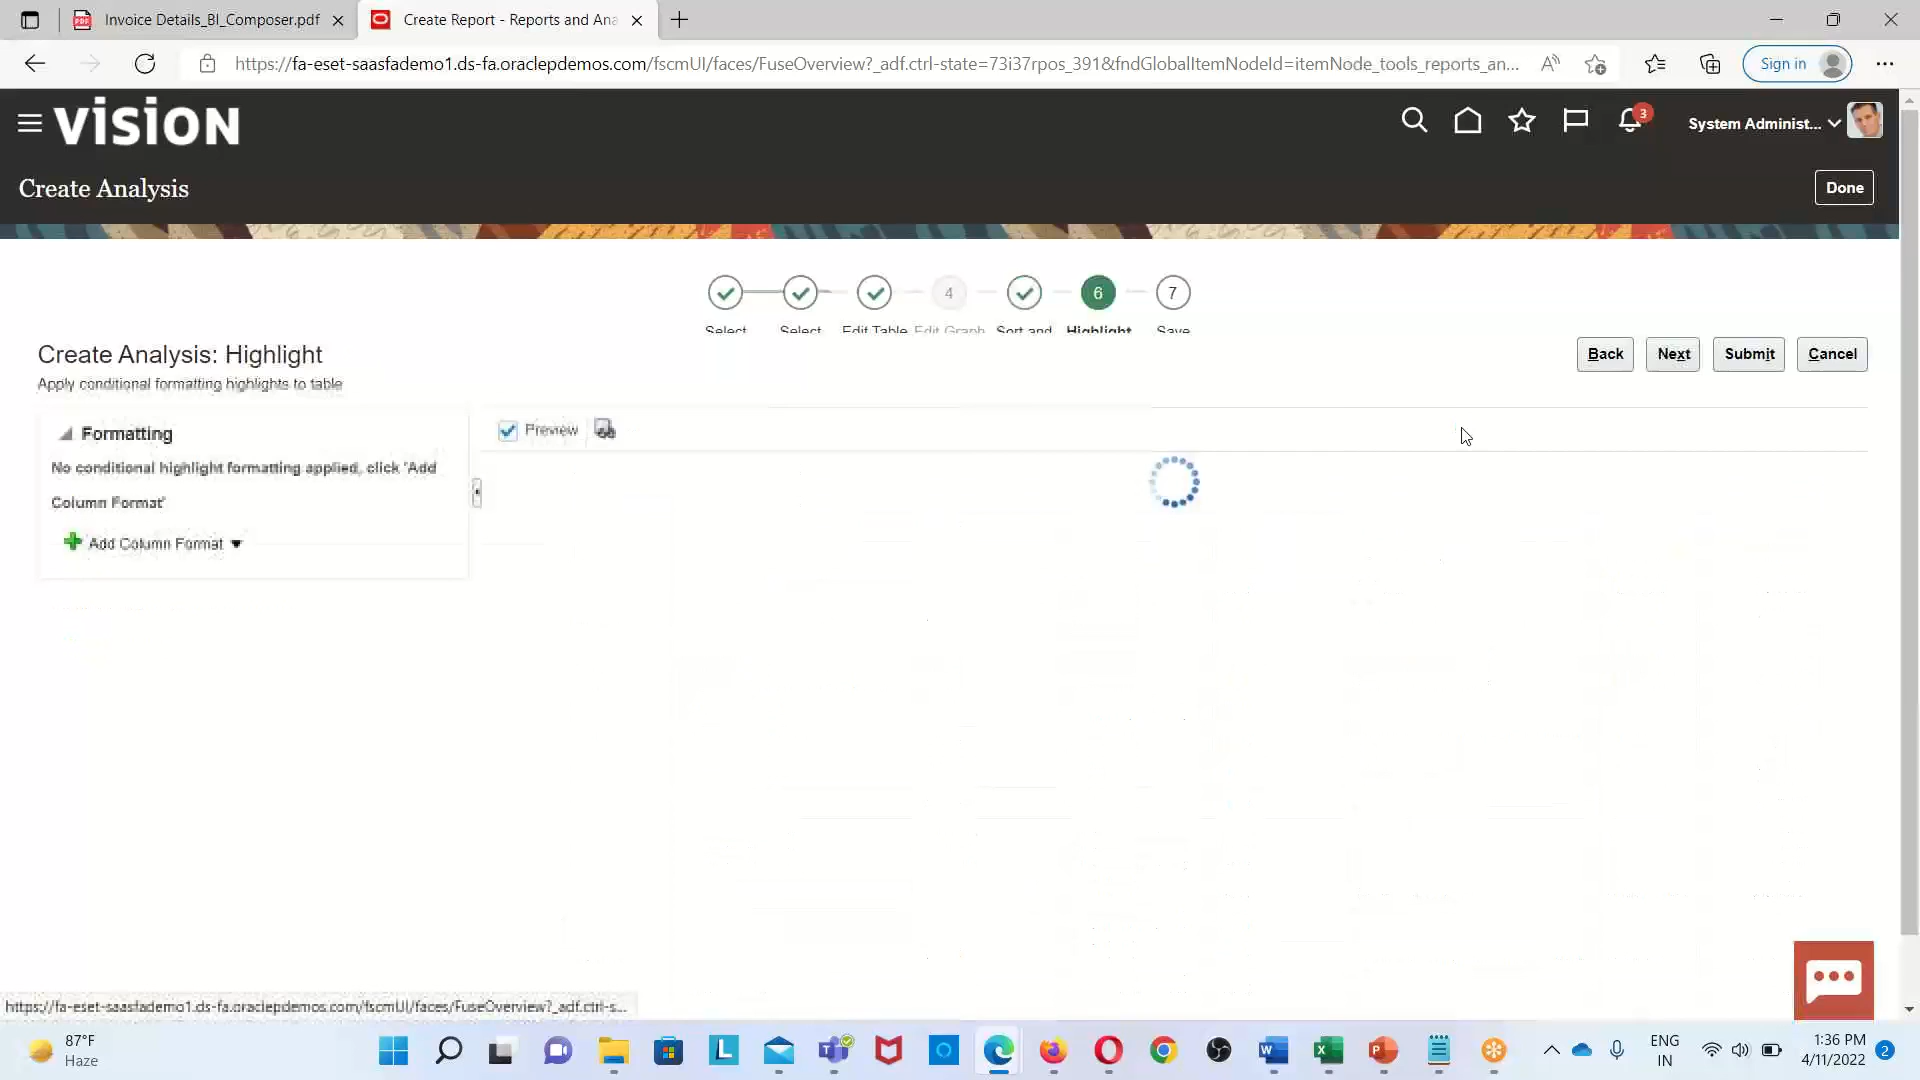 Invoice Details_BI_Composer.pdf
Create Report - Reports and Ana
https://fa-eset-saasfademo1.ds-fa.oraclepdemos.com/fscmUI/faces/FuseOverview?_adf.ctrl-state=73i37rpos_391&fndGlobalItemNodeId=itemNode_tools_reports_an...
Sign in
vision
3
System Administ...
Create Analysis
Done
4
6
7
Select
Select
Edit Table
Edit Graph
Sort and
Highlight
Save
Create Analysis: Highlight
Back
Next
Submit
Cancel
Apply conditional formatting highlights to table
Formatting
Preview
No conditional highlight formatting applied, click 'Add
Column Format'
Add Column Format
https://fa-eset-saasfademo1.ds-fa.oraclepdemos.com/fscmUI/faces/FuseOverview?_adf.ctrl-s...
87°F
Haze
ENG
IN
1:36 PM
4/11/2022
2